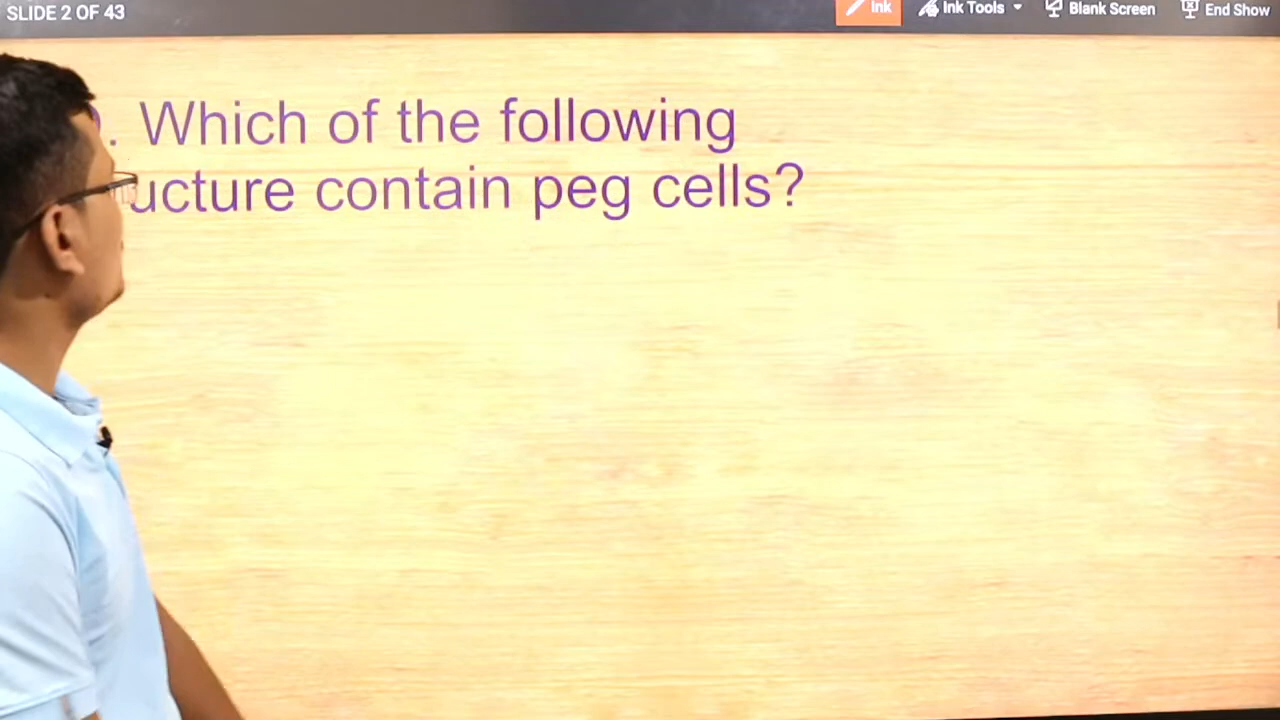 SLIDE 2 OF 43
Ink
Ink Tools
Blank Screen
End Show
. Which of the following
ucture contain peg cells?